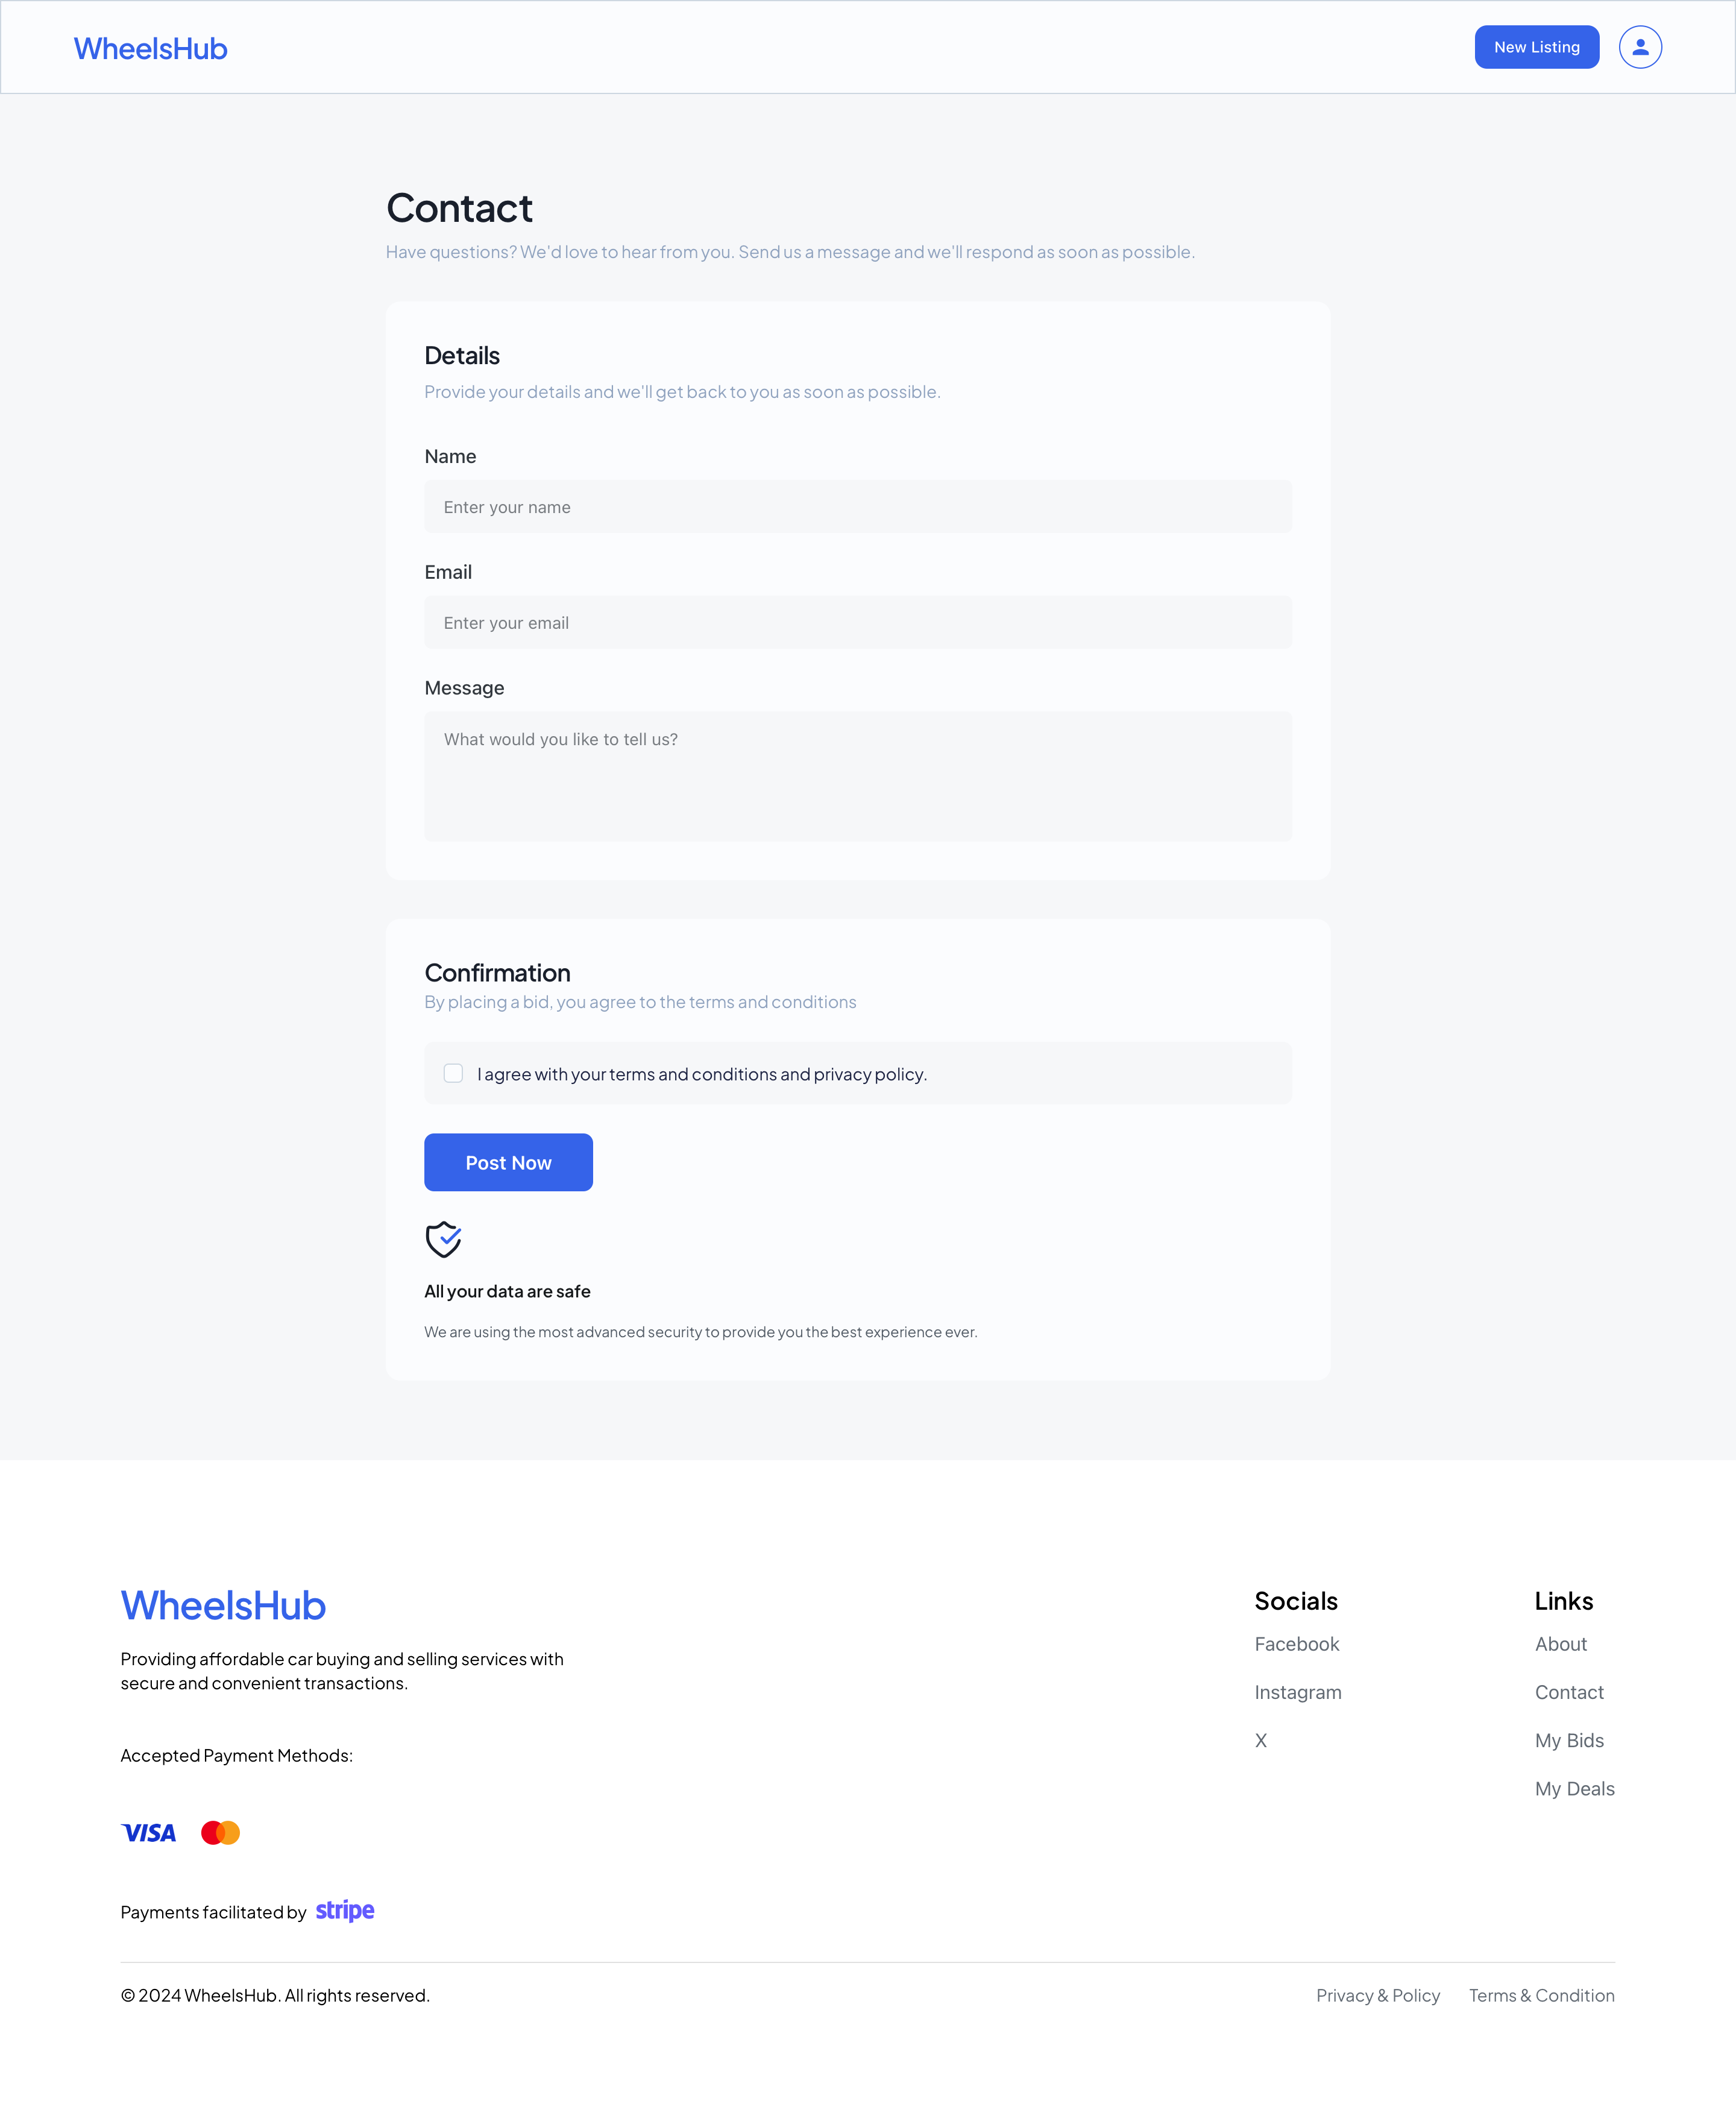 WheelsHub
New Listing
Contact
Have questions? We'd love to hear from you. Send us a message and we'll respond as soon as possible.
Details
Provide your details and we'll get back to you as soon as possible.
Name
Enter your name
Email
Enter your email
Message
What would you like to tell us?
Confirmation
By placing a bid, you agree to the terms and conditions
I agree with your terms and conditions and privacy policy.
Post Now
All your data are safe
We are using the most advanced security to provide you the best experience ever.
WheelsHub
Providing affordable car buying and selling services with
secure and convenient transactions.
Accepted Payment Methods:
VISA
Payments facilitated by stripe
Socials
Facebook
Instagram
X
Links
About
Contact
My Bids
My Deals
© 2024 WheelsHub. All rights reserved.
Privacy & Policy
Terms & Condition